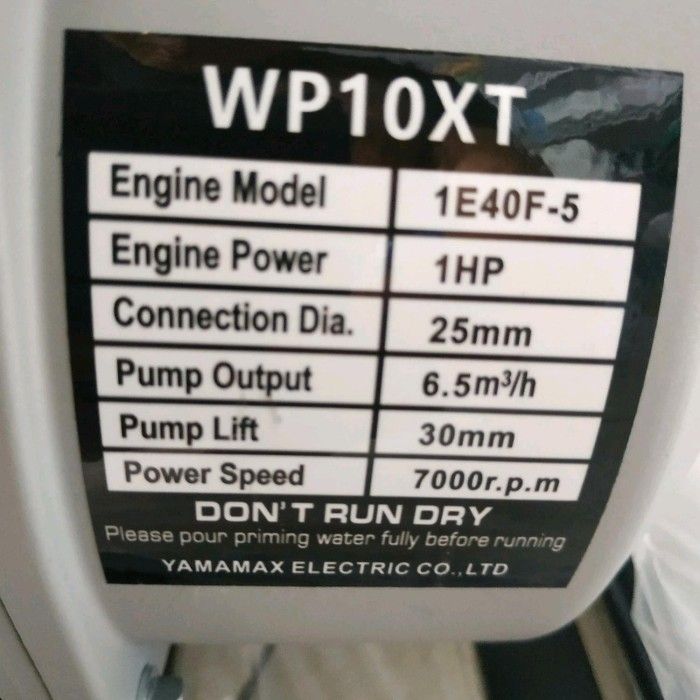 WP10XT
Engine Model 1E40F-5
Engine Power 1HP
Connection Dia. 25mm
Pump Output 6.5m³/h
Pump Lift 30mm
Power Speed 7000r.p.m
DON'T RUN DRY
Please pour priming water fully before running
YAMAMAX ELECTRIC CO.,LTD